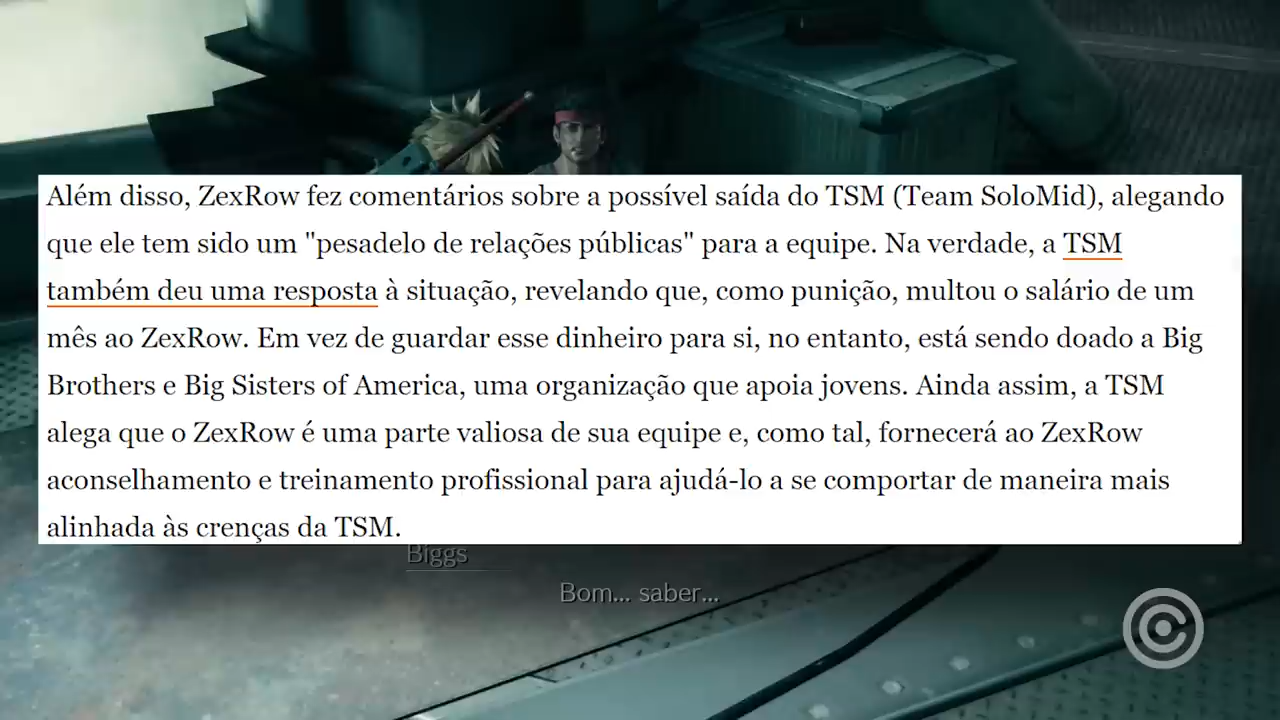 Além disso, ZexRow fez comentários sobre a possível saída do TSM (Team SoloMid), alegando
que ele tem sido um "pesadelo de relações públicas" para a equipe. Na verdade, a TSM
também deu uma resposta à situação, revelando que, como punição, multou o salário de um
mês ao ZexRow. Em vez de guardar esse dinheiro para si, no entanto, está sendo doado a Big
Brothers e Big Sisters of America, uma organização que apoia jovens. Ainda assim, a TSM
alega que o ZexRow é uma parte valiosa de sua equipe e, como tal, fornecerá ao ZexRow
aconselhamento e treinamento profissional para ajudá-lo a se comportar de maneira mais
alinhada às crenças da TSM.
Biggs
Bom... saber...